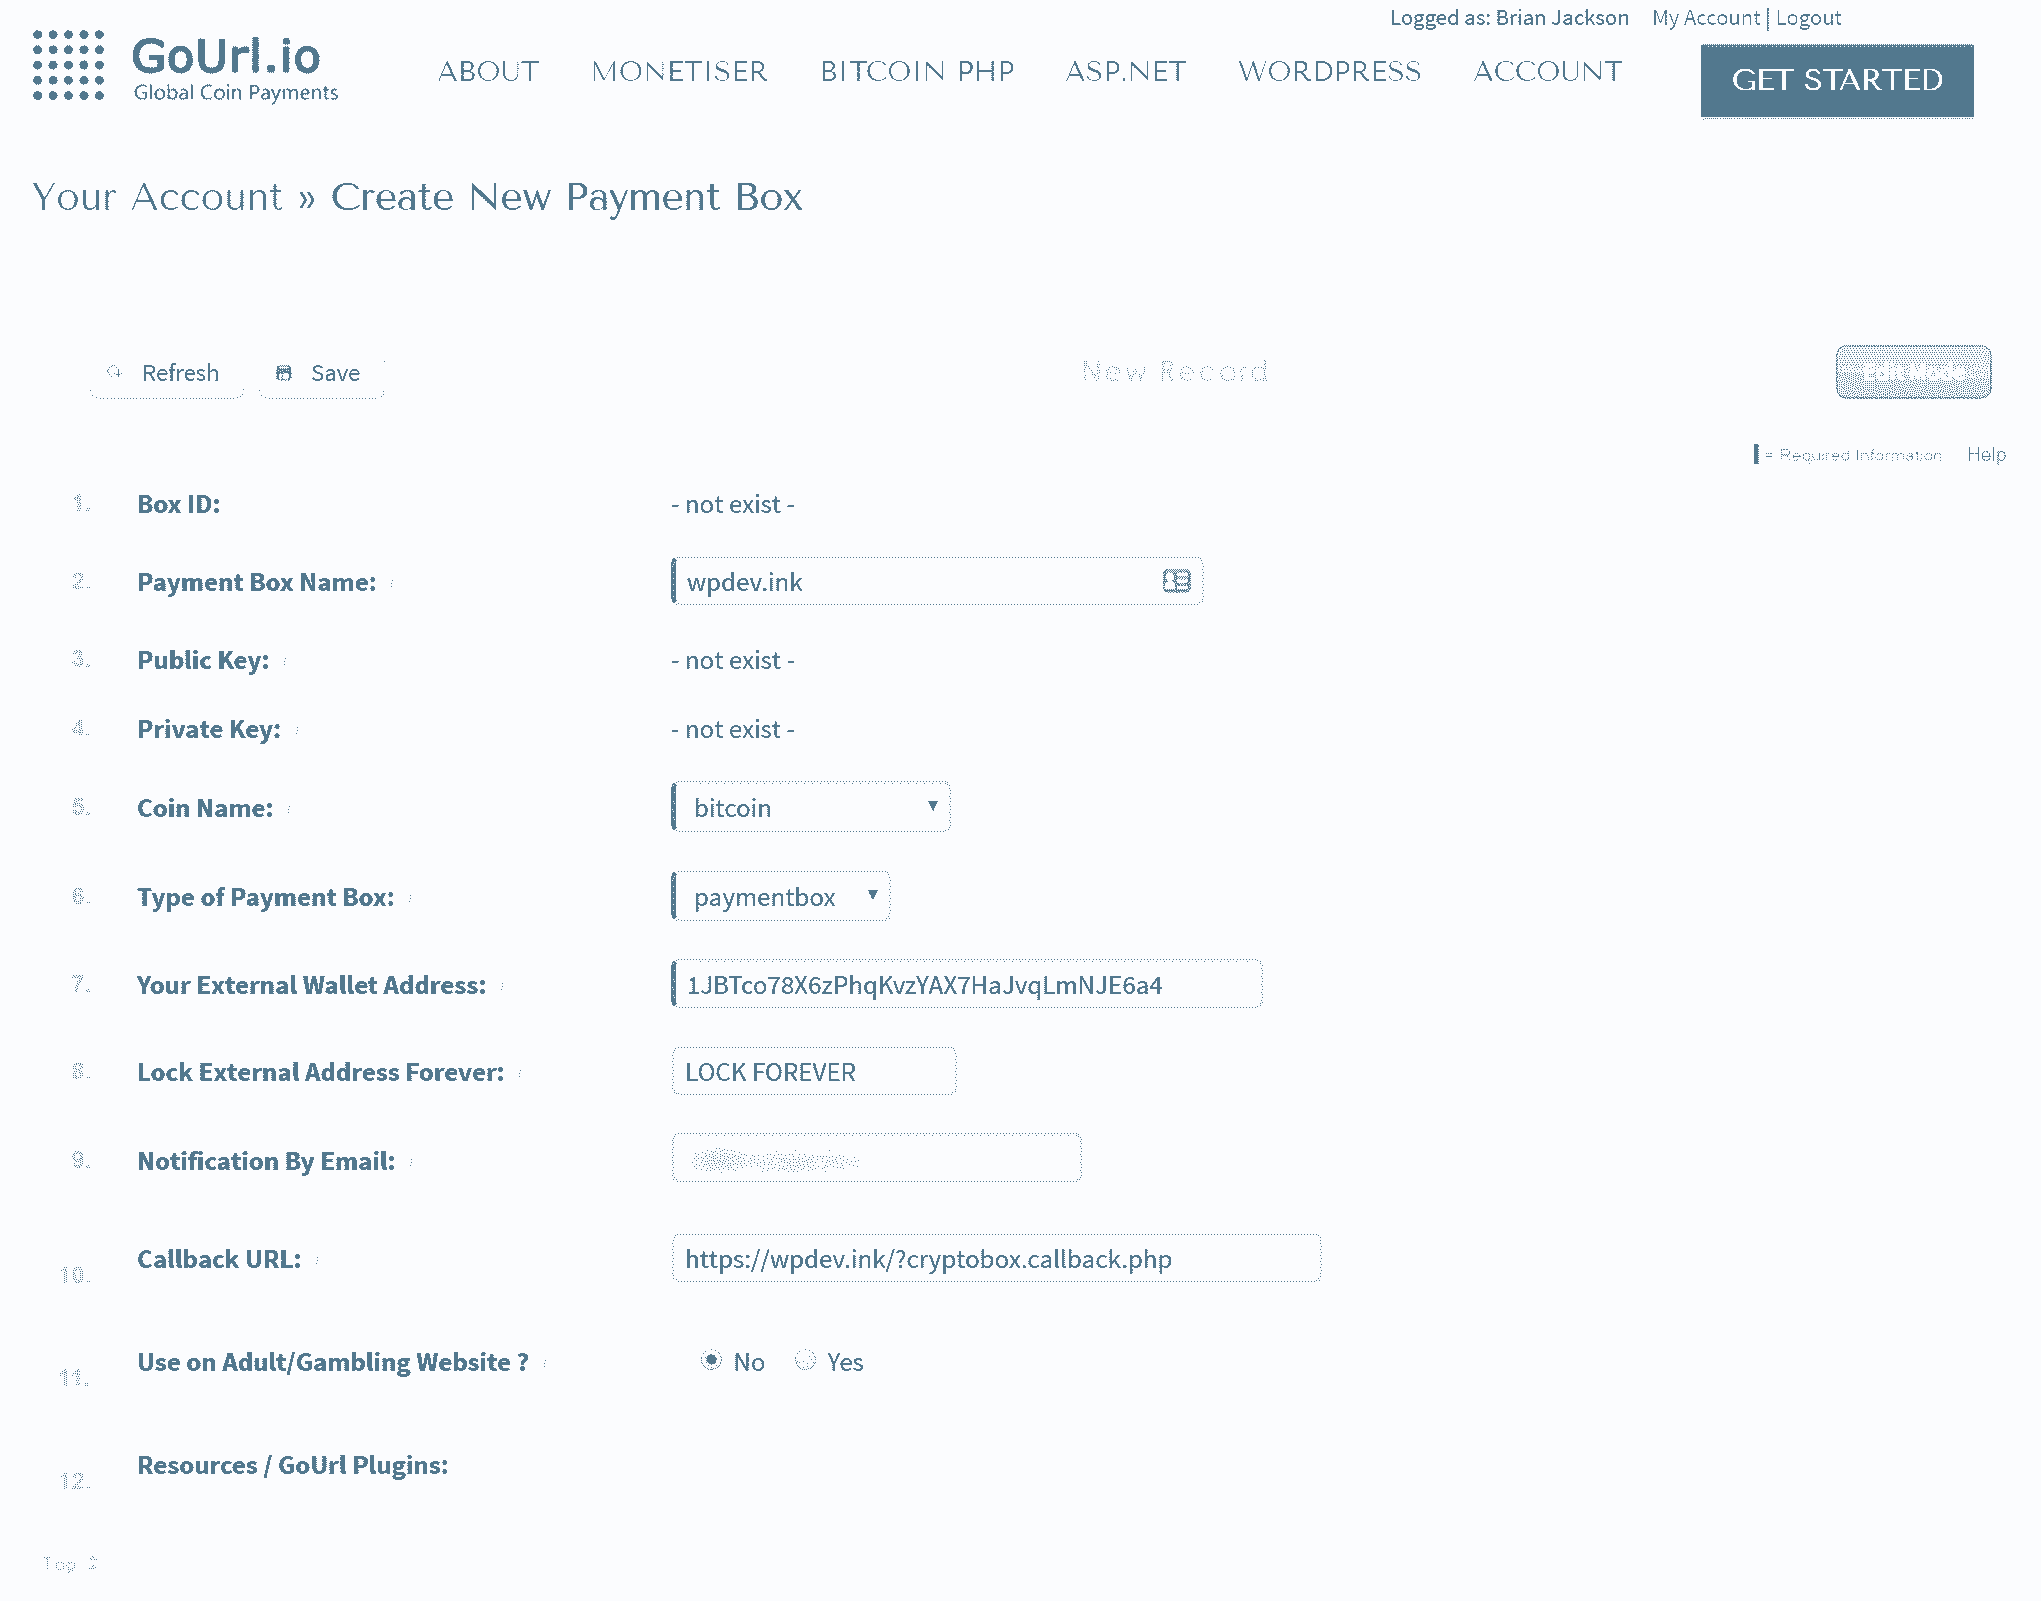 Logged as: Brian Jackson My Account | Logout
GoUrl.io
Global Coin Payments
ABOUT MONETISER BITCOIN PHP ASP.NET WORDPRESS ACCOUNT GET STARTED
Your Account » Create New Payment Box
Refresh Save New Record Edit Mode
= Required Information Help
1. Box ID: - not exist -
2. Payment Box Name: wpdev.ink
3. Public Key: - not exist -
4. Private Key: - not exist -
5. Coin Name: bitcoin
6. Type of Payment Box: paymentbox
7. Your External Wallet Address: 1JBTco78X6zPhqKvzYAX7HaJvqLmNJE6a4
8. Lock External Address Forever: LOCK FOREVER
9. Notification By Email:
10. Callback URL: https://wpdev.ink/?cryptobox.callback.php
11. Use on Adult/Gambling Website ? No Yes
12. Resources / GoUrl Plugins:
Top